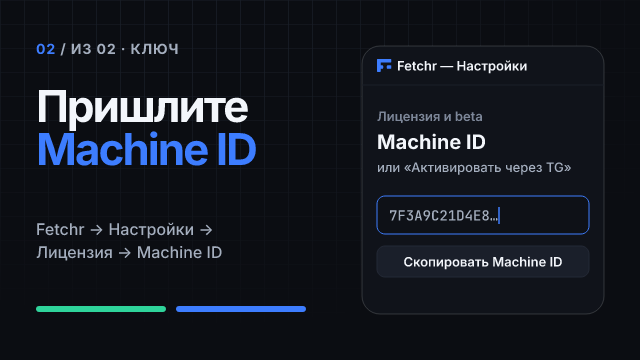 02 / ИЗ 02 · КЛЮЧ
Пришлите
Machine ID
Fetchr → Настройки →
Лицензия → Machine ID
Fetchr — Настройки
Лицензия и beta
Machine ID
или «Активировать через TG»
7F3A9C21D4E8…
Скопировать Machine ID